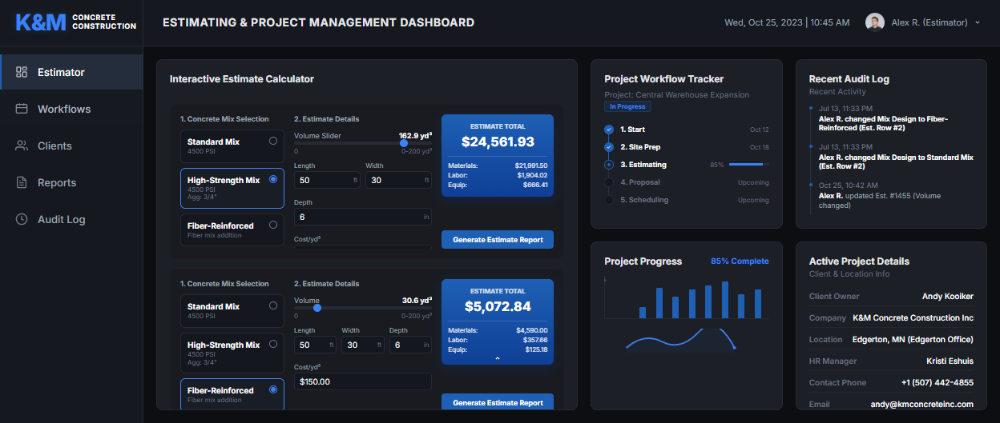 K&M CONCRETE
CONSTRUCTION
ESTIMATING & PROJECT MANAGEMENT DASHBOARD
Wed, Oct 25, 2023 | 10:45 AM
Alex R. (Estimator)
Estimator
Workflows
Clients
Reports
Audit Log
Interactive Estimate Calculator
1. Concrete Mix Selection
Standard Mix
4500 PSI
High-Strength Mix
4500 PSI
Agg: 3/4"
Fiber-Reinforced
Fiber mix addition
2. Estimate Details
Volume Slider 162.9 yd³
0 0-200 yd³
Length Width
50 ft 30 ft
Depth
6 in
Cost/yd³
ESTIMATE TOTAL
$24,561.93
Materials: $21,991.50
Labor: $1,904.02
Equip: $666.41
Generate Estimate Report
1. Concrete Mix Selection
Standard Mix
4500 PSI
High-Strength Mix
4500 PSI
Agg: 3/4"
Fiber-Reinforced
Fiber mix addition
2. Estimate Details
Volume 30.6 yd³
0 0-200 yd³
Length Width Depth
50 ft 30 ft 6 in
Cost/yd³
$150.00
ESTIMATE TOTAL
$5,072.84
Materials: $4,590.00
Labor: $357.66
Equip: $125.18
Generate Estimate Report
Project Workflow Tracker
Project: Central Warehouse Expansion
In Progress
1. Start Oct 12
2. Site Prep Oct 18
3. Estimating 85%
4. Proposal Upcoming
5. Scheduling Upcoming
Recent Audit Log
Recent Activity
Jul 13, 11:33 PM
Alex R. changed Mix Design to Fiber-
Reinforced (Est. Row #2)
Jul 13, 11:33 PM
Alex R. changed Mix Design to Standard Mix
(Est. Row #2)
Oct 25, 10:42 AM
Alex R. updated Est. #1455 (Volume
changed)
Project Progress 85% Complete
Active Project Details
Client & Location Info
Client Owner Andy Kooiker
Company K&M Concrete Construction Inc
Location Edgerton, MN (Edgerton Office)
HR Manager Kristi Eshuis
Contact Phone +1 (507) 442-4855
Email andy@kmconcreteinc.com